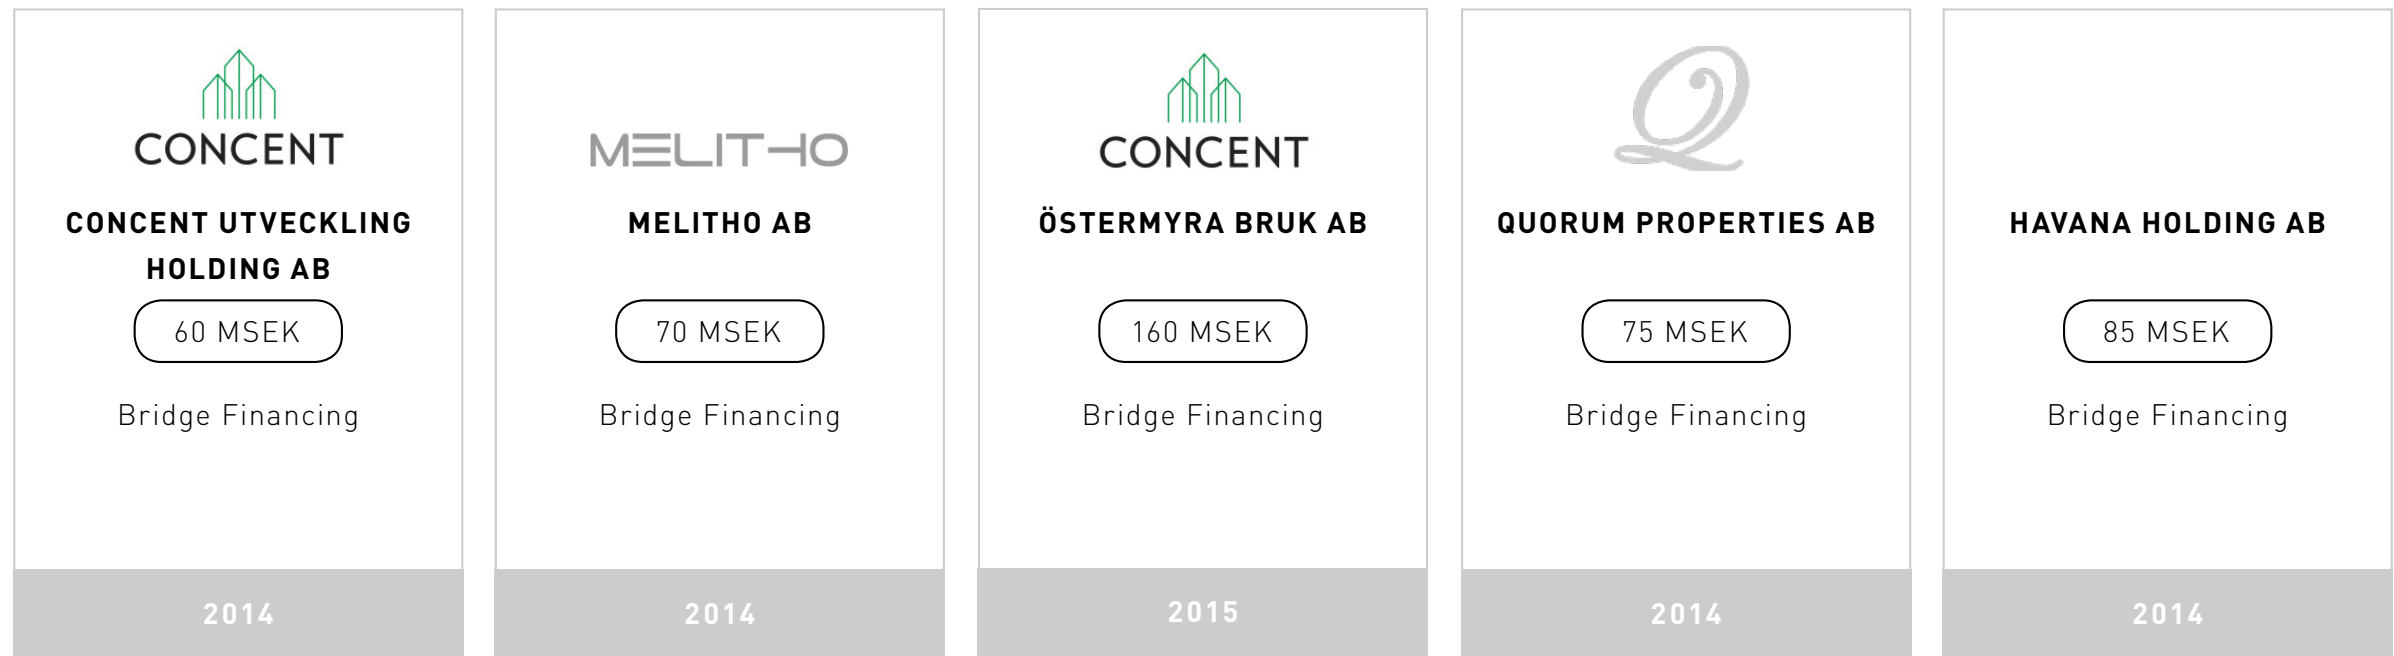 CONCENT
CONCENT UTVECKLING
HOLDING AB
60 MSEK
Bridge Financing
2014
MELITHO
MELITHO AB
70 MSEK
Bridge Financing
2014
CONCENT
ÖSTERMYRA BRUK AB
160 MSEK
Bridge Financing
2015
Q
QUORUM PROPERTIES AB
75 MSEK
Bridge Financing
2014
HAVANA HOLDING AB
85 MSEK
Bridge Financing
2014